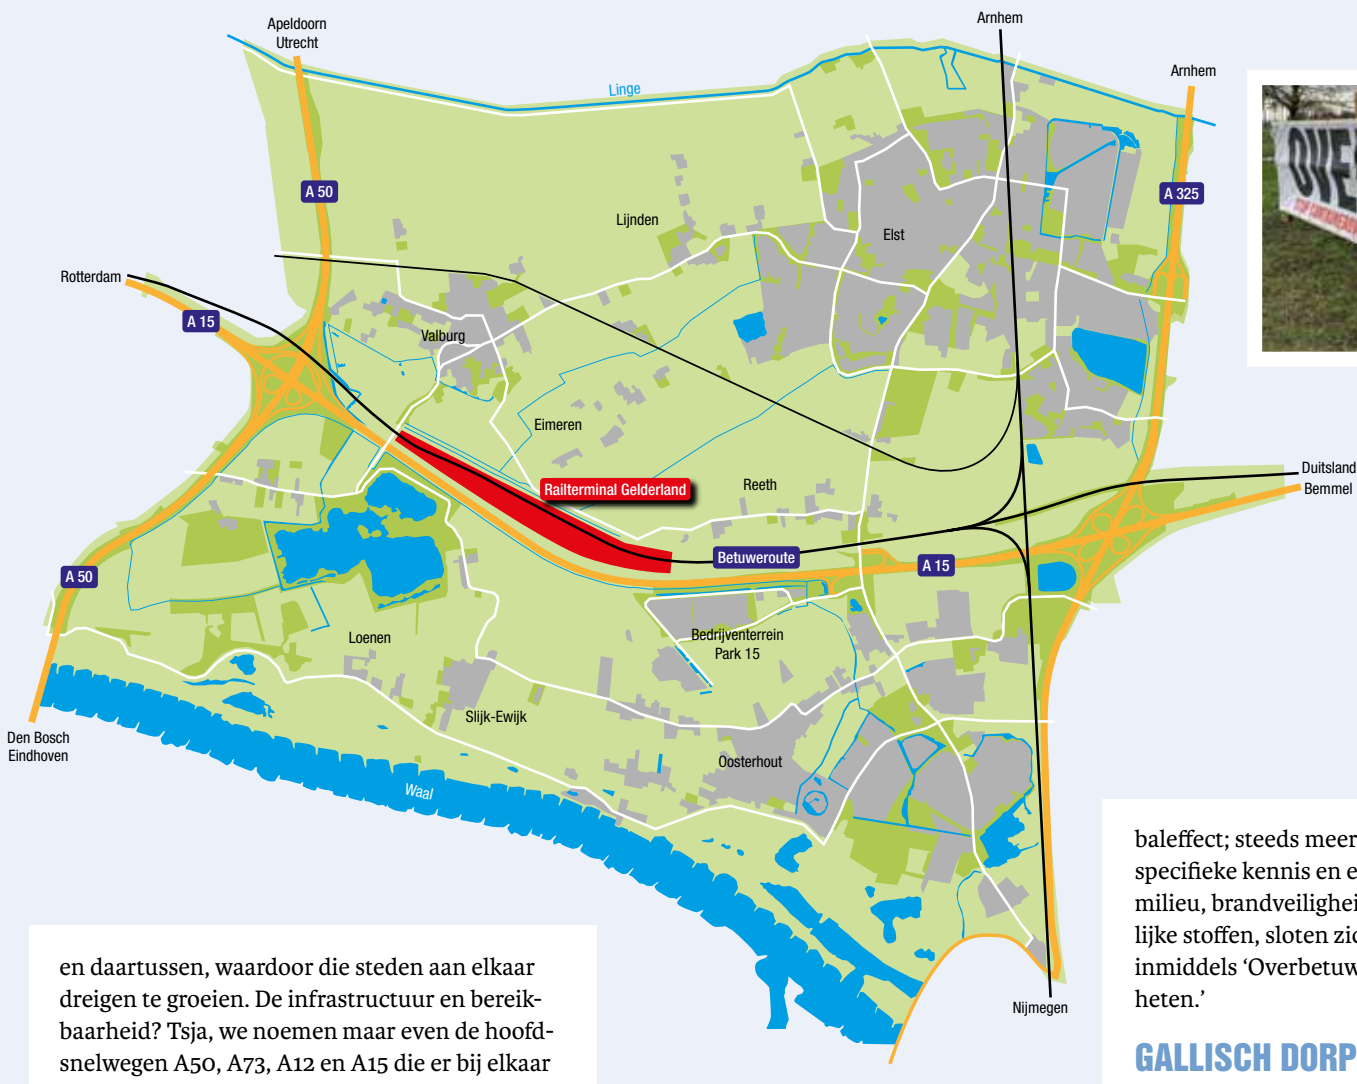 Apeldoorn
Utrecht
Arnhem
Arnhem
Linge
A 50
A 325
Lijnden
Elst
Rotterdam
A 15
Valburg
Eimeren
Duitsland
Bemmel
Railterminal Gelderland
Reeth
Betuweroute
A 15
A 50
Loenen
Bedrijventerrein
Park 15
Slijk-Ewijk
Den Bosch
Eindhoven
Oosterhout
Waal
Nijmegen
OVE
STOP
en daartussen, waardoor die steden aan elkaar
dreigen te groeien. De infrastructuur en bereik-
baarheid? Tsja, we noemen maar even de hoofd-
snelwegen A50, A73, A12 en A15 die er bij elkaar
baleffect; steeds meer
specifieke kennis en e
milieu, brandveilighei
lijke stoffen, sloten zic
inmiddels ‘Overbetuw
heten.’
GALLISCH DORP